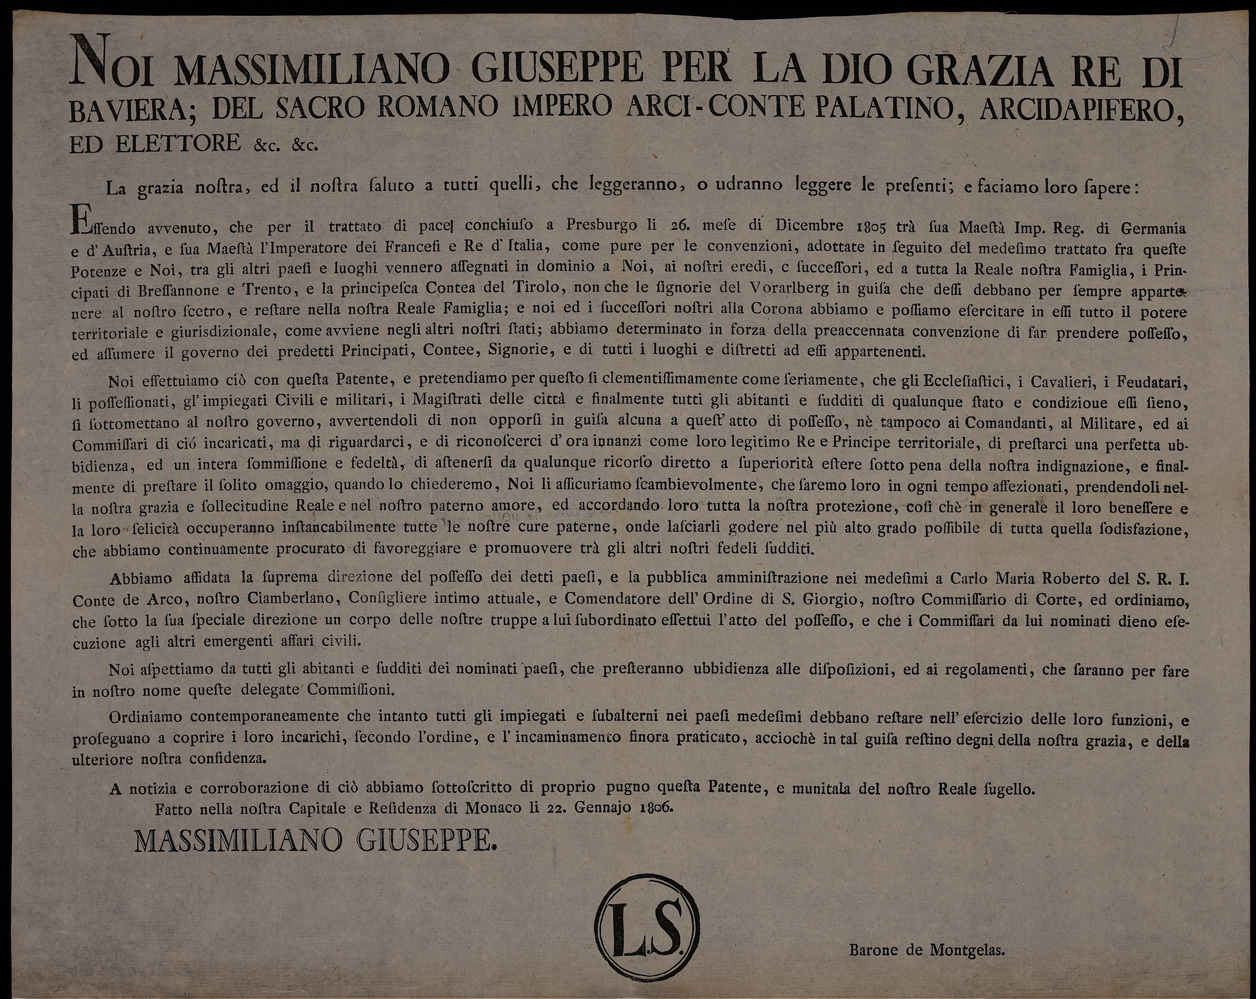 NOI MASSIMILIANO GIUSEPPE PER LA DIO GRAZIA RE DI
BAVIERA; DEL SACRO ROMANO IMPERO ARCI-CONTE PALATINO, ARCIDAPIFERO,
ED ELETTORE &c. &c.
La grazia noſtra, ed il noſtra ſaluto a tutti quelli, che leggeranno, o udranno leggere le preſenti; e faciamo loro ſapere:
Eſſendo avvenuto, che per il trattato di pace conchiuſo a Presburgo li 26. meſe di Dicembre 1805 trà ſua Maeſtà Imp. Reg. di Germania
e d' Auſtria, e ſua Maeſtà l'Imperatore dei Franceſi e Re d' Italia, come pure per le convenzioni, adottate in ſeguito del medeſimo trattato fra queſte
Potenze e Noi, tra gli altri paeſi e luoghi vennero aſſegnati in dominio a Noi, ai noſtri eredi, e ſucceſſori, ed a tutta la Reale noſtra Famiglia, i Prin-
cipati di Breſſannone e Trento, e la principeſca Contea del Tirolo, non che le ſignorie del Vorarlberg in guiſa che deſſi debbano per ſempre apparte-
nere al noſtro ſcetro, e reſtare nella noſtra Reale Famiglia; e noi ed i ſucceſſori noſtri alla Corona abbiamo e poſſiamo eſercitare in eſſi tutto il potere
territoriale e giurisdizionale, come avviene negli altri noſtri ſtati; abbiamo determinato in forza della preaccennata convenzione di far prendere poſſeſſo,
ed aſſumere il governo dei predetti Principati, Contee, Signorie, e di tutti i luoghi e diſtretti ad eſſi appartenenti.
Noi effettuiamo ciò con queſta Patente, e pretendiamo per queſto ſi clementiſſimamente come ſeriamente, che gli Eccleſiaſtici, i Cavalieri, i Feudatari,
li poſſeſſionati, gl' impiegati Civili e militari, i Magiſtrati delle città e finalmente tutti gli abitanti e ſudditi di qualunque ſtato e condizioue eſſi ſieno,
ſi ſottomettano al noſtro governo, avvertendoli di non opporſi in guiſa alcuna a queſt' atto di poſſeſſo, nè tampoco ai Comandanti, al Militare, ed ai
Commiſſari di ció incaricati, ma di riguardarci, e di riconoſcerci d' ora innanzi come loro legitimo Re e Principe territoriale, di preſtarci una perfetta ub-
bidienza, ed un intera ſommiſſione e fedeltà, di aſtenerſi da qualunque ricorſo diretto a ſuperiorità eſtere ſotto pena della noſtra indignazione, e final-
mente di preſtare il ſolito omaggio, quando lo chiederemo, Noi li aſſicuriamo ſcambievolmente, che ſaremo loro in ogni tempo affezionati, prendendoli nel-
la noſtra grazia e ſollecitudine Reale e nel noſtro paterno amore, ed accordando loro tutta la noſtra protezione, coſi chè in generale il loro beneſſere e
la loro felicità occuperanno inſtancabilmente tutte le noſtre cure paterne, onde laſciarli godere nel più alto grado poſſibile di tutta quella ſodisfazione,
che abbiamo continuamente procurato di favoreggiare e promuovere trà gli altri noſtri fedeli ſudditi.
Abbiamo affidata la ſuprema direzione del poſſeſſo dei detti paeſi, e la pubblica amminiſtrazione nei medeſimi a Carlo Maria Roberto del S. R. I.
Conte de Arco, noſtro Ciamberlano, Conſigliere intimo attuale, e Comendatore dell' Ordine di S. Giorgio, noſtro Commiſſario di Corte, ed ordiniamo,
che ſotto la ſua ſpeciale direzione un corpo delle noſtre truppe a lui ſubordinato effettui l'atto del poſſeſſo, e che i Commiſſari da lui nominati dieno eſe-
cuzione agli altri emergenti affari civili.
Noi aſpettiamo da tutti gli abitanti e ſudditi dei nominati paeſi, che preſteranno ubbidienza alle diſpoſizioni, ed ai regolamenti, che ſaranno per fare
in noſtro nome queſte delegate Commiſſioni.
Ordiniamo contemporaneamente che intanto tutti gli impiegati e ſubalterni nei paeſi medeſimi debbano reſtare nell' eſercizio delle loro funzioni, e
proſeguano a coprire i loro incarichi, ſecondo l'ordine, e l' incaminamento finora praticato, acciochè in tal guiſa reſtino degni della noſtra grazia, e della
ulteriore noſtra confidenza.
A notizia e corroborazione di ciò abbiamo ſottoſcritto di proprio pugno queſta Patente, e munitala del noſtro Reale ſugello.
Fatto nella noſtra Capitale e Reſidenza di Monaco li 22. Gennajo 1806.
MASSIMILIANO GIUSEPPE.
L.S.
Barone de Montgelas.